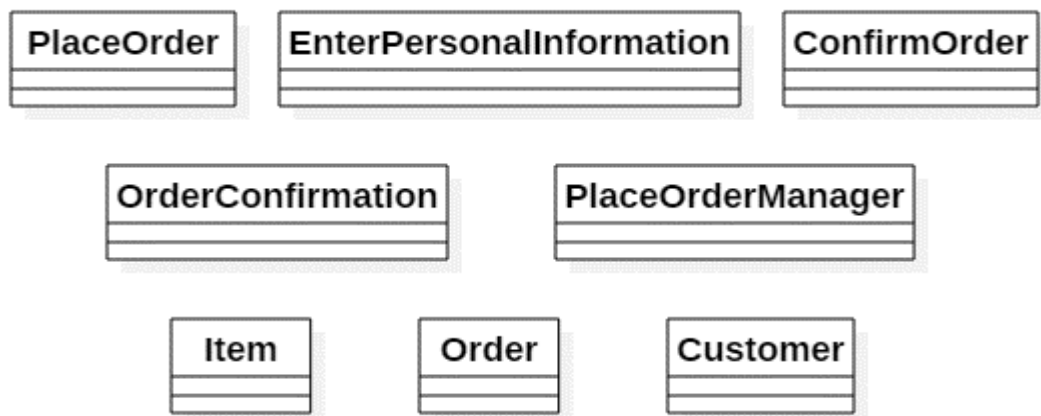 PlaceOrder
EnterPersonalInformation
ConfirmOrder
OrderConfirmation
PlaceOrderManager
Item
Order
Customer